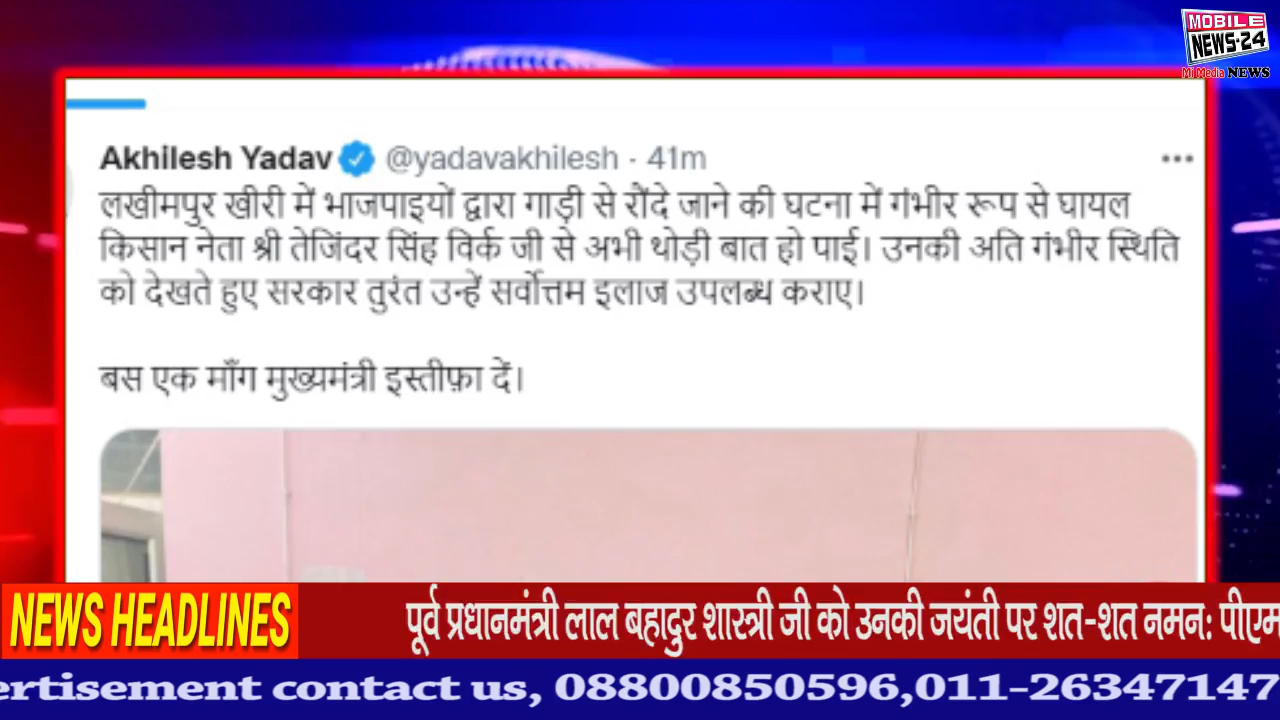 MOBILE
NEWS-24
MJ Media NEWS
Akhilesh Yadav @yadavakhilesh · 41m
लखीमपुर खीरी में भाजपाइयों द्वारा गाड़ी से रौंदे जाने की घटना में गंभीर रूप से घायल
किसान नेता श्री तेजिंदर सिंह विर्क जी से अभी थोड़ी बात हो पाई। उनकी अति गंभीर स्थिति
को देखते हुए सरकार तुरंत उन्हें सर्वोत्तम इलाज उपलब्ध कराए।
बस एक माँग मुख्यमंत्री इस्तीफ़ा दें।
NEWS HEADLINES
पूर्व प्रधानमंत्री लाल बहादुर शास्त्री जी को उनकी जयंती पर शत-शत नमन: पीएम
ertisement contact us, 08800850596,011-26347147